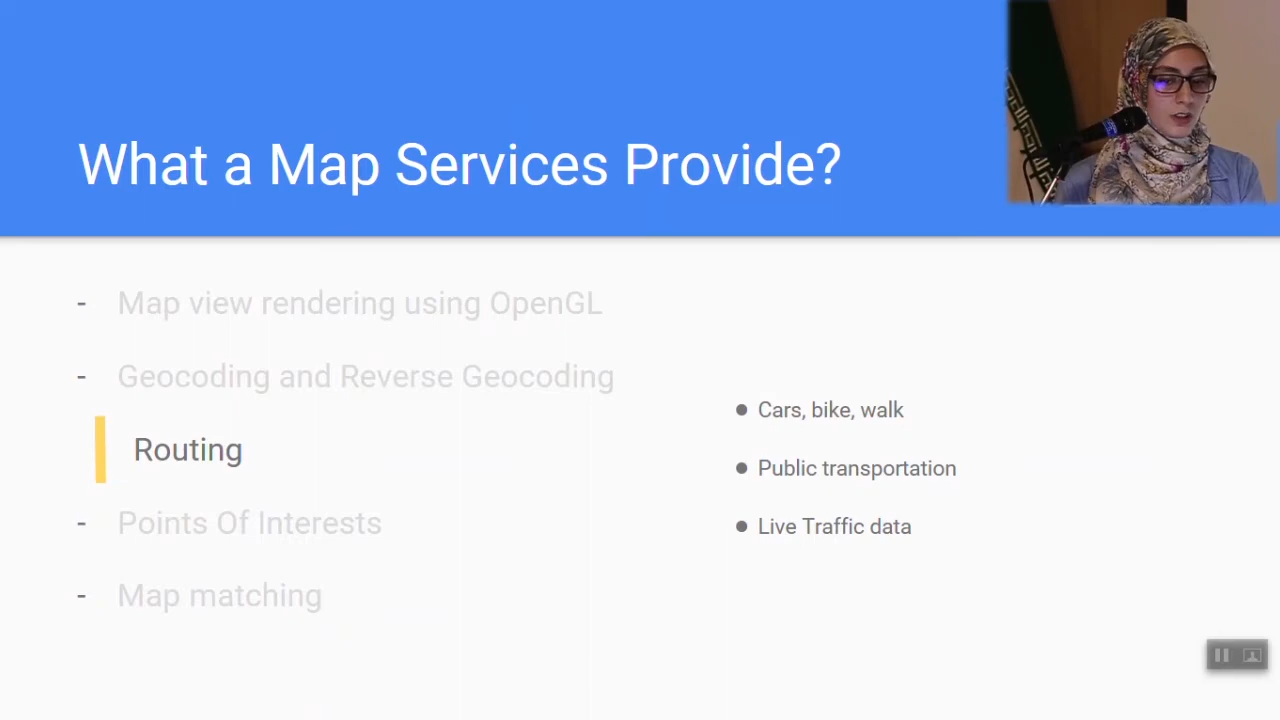 What a Map Services Provide?
- Map view rendering using OpenGL
- Geocoding and Reverse Geocoding
Routing
- Points Of Interests
- Map matching
● Cars, bike, walk
● Public transportation
● Live Traffic data